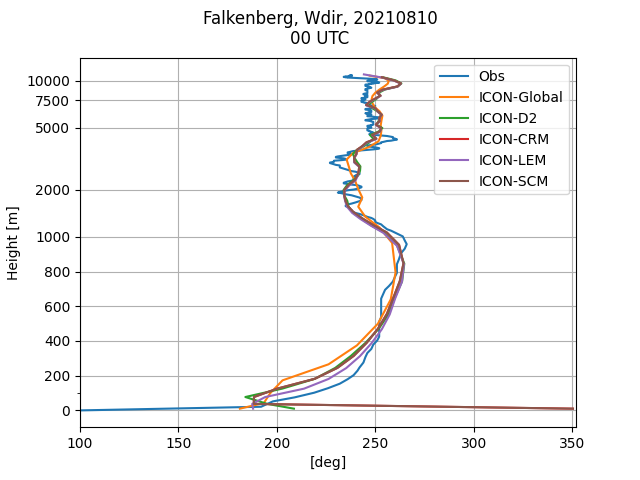 Falkenberg, Wdir, 20210810
00 UTC
Obs
ICON-Global
ICON-D2
ICON-CRM
ICON-LEM
ICON-SCM
Height [m]
10000
7500
5000
2000
1000
800
600
400
200
0
100 150 200 250 300 350
[deg]